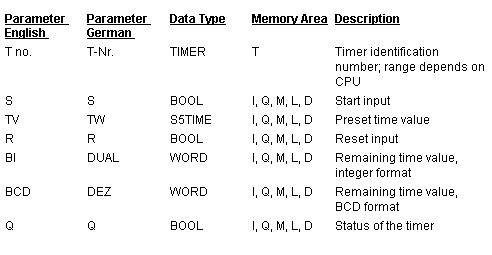 Parameter Parameter Data Type Memory Area Description
English German
T no. T-Nr. TIMER T Timer identification
number; range depends on
CPU
S S BOOL I, Q, M, L, D Start input
TV TW S5TIME I, Q, M, L, D Preset time value
R R BOOL I, Q, M, L, D Reset input
BI DUAL WORD I, Q, M, L, D Remaining time value,
integer format
BCD DEZ WORD I, Q, M, L, D Remaining time value,
BCD format
Q Q BOOL I, Q, M, L, D Status of the timer